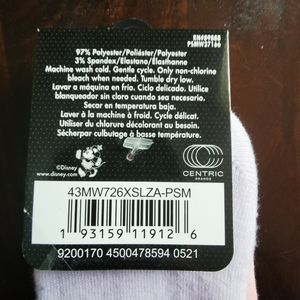 RN#89885
PSMW37166
97% Polyester/Poliéster/Polyester
3% Spandex/Elastano/Élasthanne
Machine wash cold. Gentle cycle. Only non-chlorine
bleach when needed. Tumble dry low.
Lavar a máquina en frío. Ciclo delicado. Utilice
blanqueador sin cloro cuando sea necesario.
Secar en temperatura baja.
Laver à la machine à froid. Cycle délicat.
Utiliser du chlorure décolorant au besoin.
Sécherpar culbutage à basse température.
©Disney
www.disney.com
CENTRIC
BRANDS
43MW726XSLZA-PSM
1 93159 11912 6
9200170 4500478594 0521